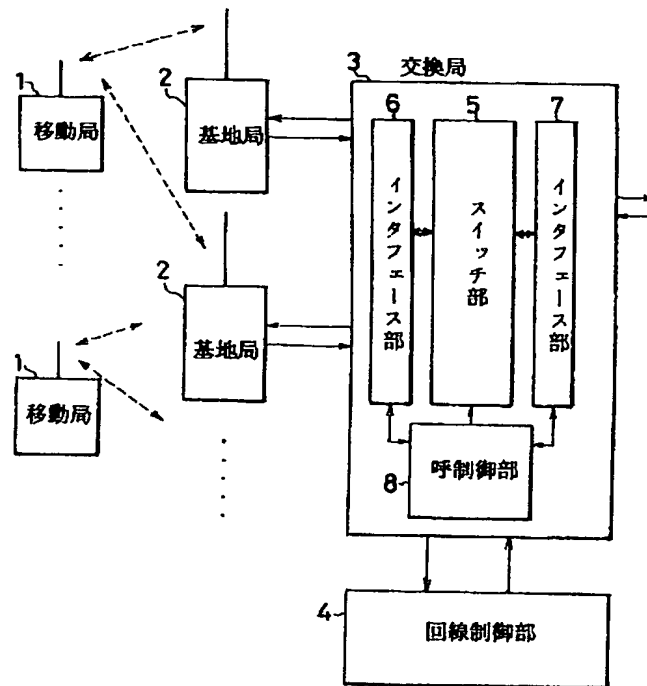 3 交換局
1 移動局
2 基地局
6 インタフェース部
5 スイッチ部
7 インタフェース部
2 基地局
1 移動局
8 呼制御部
4 回線制御部